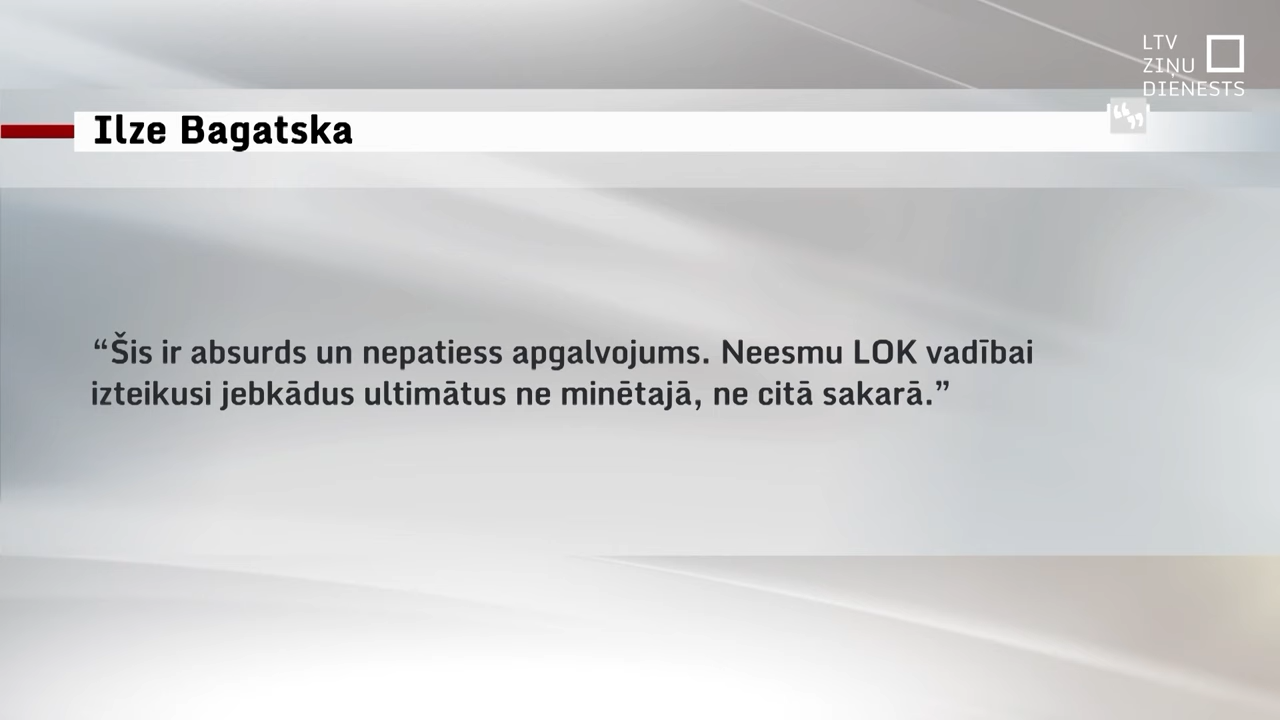 LTV
ZIŅU
DIENESTS
Ilze Bagatska
“Šis ir absurds un nepatiess apgalvojums. Neesmu LOK vadībai
izteikusi jebkādus ultimātus ne minētajā, ne citā sakarā.”